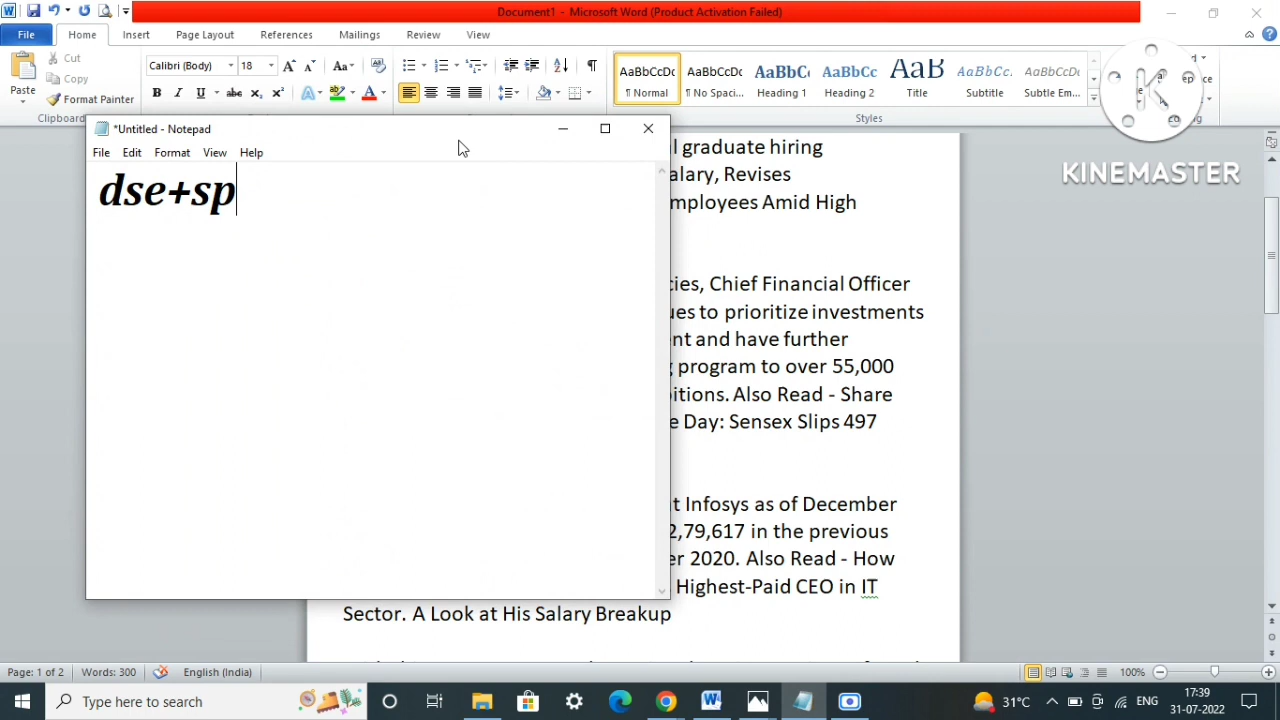 Document1 - Microsoft Word (Product Activation Failed)
File Home Insert Page Layout References Mailings Review View
Paste
Cut
Copy
Format Painter
Clipboard
Calibri (Body) 18
AaBbCcDc AaBbCcDc AaBbCc AaBbCc AaB AaBbCc. AaBbCcDc
¶ Normal ¶ No Spaci... Heading 1 Heading 2 Title Subtitle Subtle Em...
Styles
K
KINEMASTER
*Untitled - Notepad
File Edit Format View Help
dse+sp
graduate hiring
alary, Revises
mployees Amid High
cies, Chief Financial Officer
ues to prioritize investments
ent and have further
program to over 55,000
bitions. Also Read - Share
e Day: Sensex Slips 497
t Infosys as of December
2,79,617 in the previous
er 2020. Also Read - How
Highest-Paid CEO in IT
Sector. A Look at His Salary Breakup
Page: 1 of 2 Words: 300 English (India) 100%
Type here to search
31°C ENG 17:39
31-07-2022